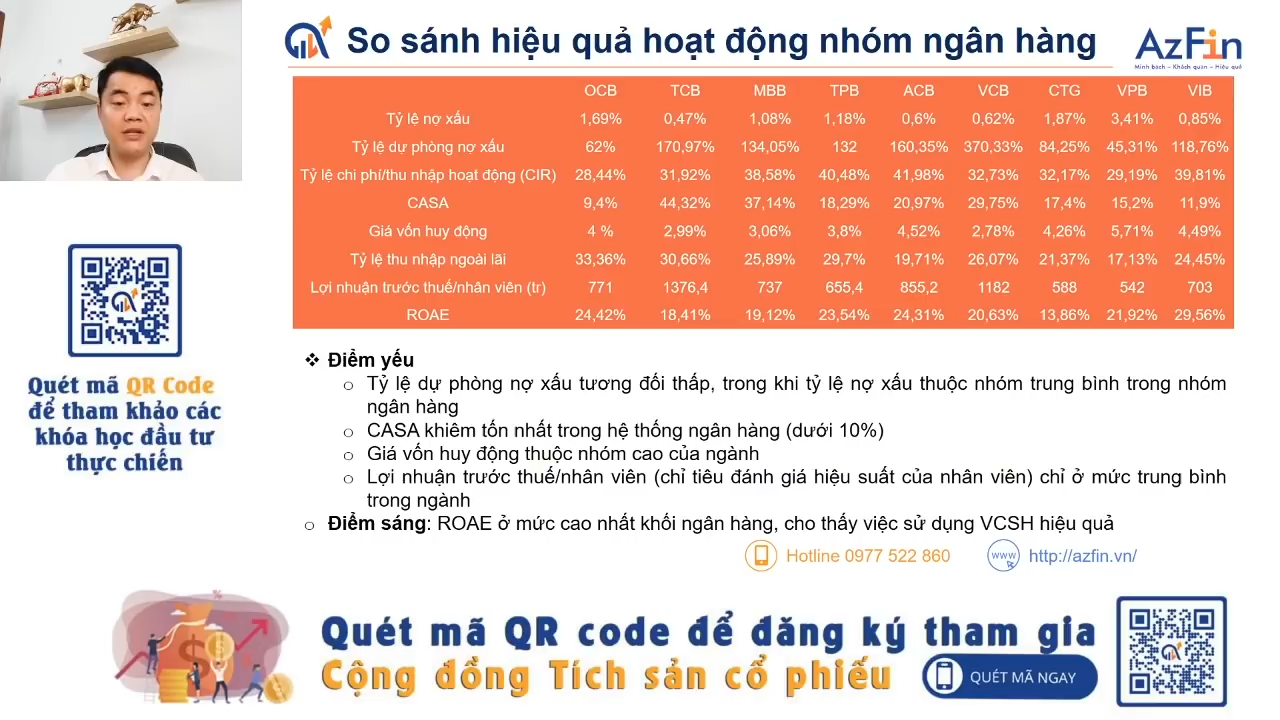 So sánh hiệu quả hoạt động nhóm ngân hàng
AzFin
Minh bạch – Khách quan – Hiệu quả
OCB TCB MBB TPB ACB VCB CTG VPB VIB
Tỷ lệ nợ xấu 1,69% 0,47% 1,08% 1,18% 0,6% 0,62% 1,87% 3,41% 0,85%
Tỷ lệ dự phòng nợ xấu 62% 170,97% 134,05% 132 160,35% 370,33% 84,25% 45,31% 118,76%
Tỷ lệ chi phí/thu nhập hoạt động (CIR) 28,44% 31,92% 38,58% 40,48% 41,98% 32,73% 32,17% 29,19% 39,81%
CASA 9,4% 44,32% 37,14% 18,29% 20,97% 29,75% 17,4% 15,2% 11,9%
Giá vốn huy động 4 % 2,99% 3,06% 3,8% 4,52% 2,78% 4,26% 5,71% 4,49%
Tỷ lệ thu nhập ngoài lãi 33,36% 30,66% 25,89% 29,7% 19,71% 26,07% 21,37% 17,13% 24,45%
Lợi nhuận trước thuế/nhân viên (tr) 771 1376,4 737 655,4 855,2 1182 588 542 703
ROAE 24,42% 18,41% 19,12% 23,54% 24,31% 20,63% 13,86% 21,92% 29,56%
❖ Điểm yếu
o Tỷ lệ dự phòng nợ xấu tương đối thấp, trong khi tỷ lệ nợ xấu thuộc nhóm trung bình trong nhóm
ngân hàng
o CASA khiêm tốn nhất trong hệ thống ngân hàng (dưới 10%)
o Giá vốn huy động thuộc nhóm cao của ngành
o Lợi nhuận trước thuế/nhân viên (chỉ tiêu đánh giá hiệu suất của nhân viên) chỉ ở mức trung bình
trong ngành
o Điểm sáng: ROAE ở mức cao nhất khối ngân hàng, cho thấy việc sử dụng VCSH hiệu quả
Hotline 0977 522 860
www http://azfin.vn/
Quét mã QR Code
để tham khảo các
khóa học đầu tư
thực chiến
Quét mã QR code để đăng ký tham gia
Cộng đồng Tích sản cổ phiếu
QUÉT MÃ NGAY